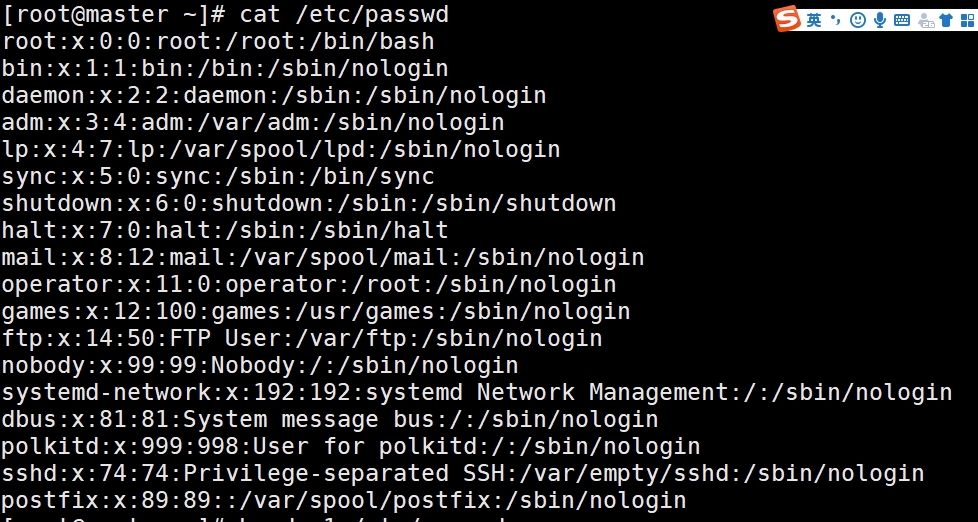 [root@master ~]# cat /etc/passwd
英
root:x:0:0:root:/root:/bin/bash
bin:x:1:1:bin:/bin:/sbin/nologin
daemon:x:2:2:daemon:/sbin:/sbin/nologin
adm:x:3:4:adm:/var/adm:/sbin/nologin
lp:x:4:7:lp:/var/spool/lpd:/sbin/nologin
sync:x:5:0:sync:/sbin:/bin/sync
shutdown:x:6:0:shutdown:/sbin:/sbin/shutdown
halt:x:7:0:halt:/sbin:/sbin/halt
mail:x:8:12:mail:/var/spool/mail:/sbin/nologin
operator:x:11:0:operator:/root:/sbin/nologin
games:x:12:100:games:/usr/games:/sbin/nologin
ftp:x:14:50:FTP User:/var/ftp:/sbin/nologin
nobody:x:99:99:Nobody:/:/sbin/nologin
systemd-network:x:192:192:systemd Network Management:/:/sbin/nologin
dbus:x:81:81:System message bus:/:/sbin/nologin
polkitd:x:999:998:User for polkitd:/:/sbin/nologin
sshd:x:74:74:Privilege-separated SSH:/var/empty/sshd:/sbin/nologin
postfix:x:89:89::/var/spool/postfix:/sbin/nologin